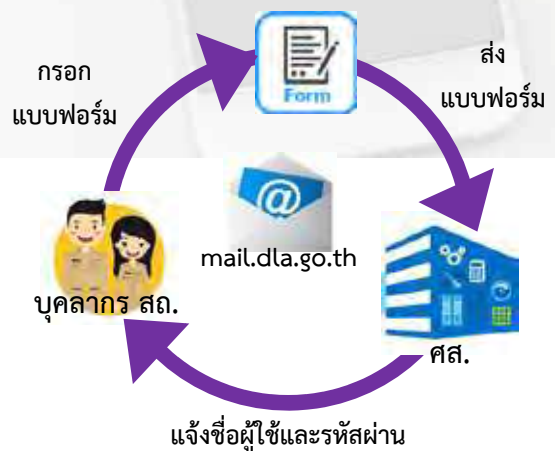 กรอก
แบบฟอร์ม
Form
ส่ง
แบบฟอร์ม
@
mail.dla.go.th
บุคลากร สถ.
ศส.
แจ้งชื่อผู้ใช้และรหัสผ่าน